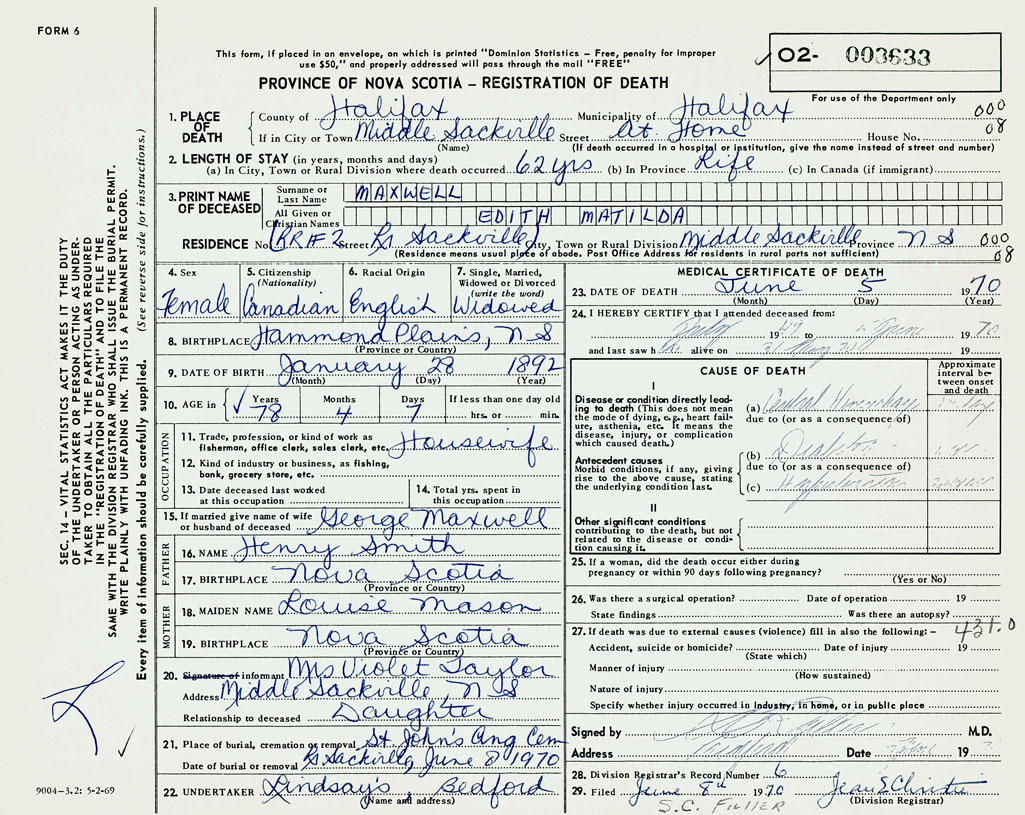 FORM 6
This form, if placed in an envelope, on which is printed "Dominion Statistics – Free, penalty for improper
use $50," and properly addressed will pass through the mail "FREE"
02- 003633
For use of the Department only
PROVINCE OF NOVA SCOTIA – REGISTRATION OF DEATH
1. PLACE OF DEATH
County of Halifax Municipality of Halifax 000
If in City or Town Middle Sackville Street At Home House No. 08
(Name) (If death occurred in a hospital or institution, give the name instead of street and number)
2. LENGTH OF STAY (in years, months and days)
(a) In City, Town or Rural Division where death occurred 62 yrs (b) In Province Life (c) In Canada (if immigrant)
3. PRINT NAME OF DECEASED
Surname or Last Name MAXWELL
All Given or Christian Names EDITH MATILDA
RESIDENCE No. RR#2 Street Sackville City, Town or Rural Division Middle Sackville Province N S 000
(Residence means usual place of abode. Post Office Address for residents in rural parts not sufficient) 08
4. Sex Female
5. Citizenship (Nationality) Canadian
6. Racial Origin English
7. Single, Married, Widowed or Divorced (write the word) Widowed
8. BIRTHPLACE Hammond Plains, N S
(Province or Country)
9. DATE OF BIRTH January 28 1892
(Month) (Day) (Year)
10. AGE in Years 78 Months 4 Days 7 If less than one day old hrs. or min.
OCCUPATION
11. Trade, profession, or kind of work as fisherman, office clerk, sales clerk, etc. Housewife
12. Kind of industry or business, as fishing, bank, grocery store, etc.
13. Date deceased last worked at this occupation
14. Total yrs. spent in this occupation
15. If married give name of wife or husband of deceased George Maxwell
FATHER
16. NAME Henry Smith
17. BIRTHPLACE Nova Scotia
(Province or Country)
MOTHER
18. MAIDEN NAME Louise Mason
19. BIRTHPLACE Nova Scotia
(Province or Country)
20. Signature of informant Mrs Violet Taylor
Address Middle Sackville, N S
Relationship to deceased Daughter
21. Place of burial, cremation or removal St John's Ang Cem
Date of burial or removal Sackville, June 8 1970
22. UNDERTAKER Lindsay's Bedford
(Name and address)
MEDICAL CERTIFICATE OF DEATH
23. DATE OF DEATH June 5 1970
(Month) (Day) (Year)
24. I HEREBY CERTIFY that I attended deceased from:
19 June 1970
and last saw h alive on 31 May 19
CAUSE OF DEATH
Approximate interval between onset and death
I
Disease or condition directly leading to death (This does not mean the mode of dying, e.g., heart failure, asthenia, etc. It means the disease, injury, or complication which caused death.)
(a) Cerebral Hemorrhage
due to (or as a consequence of)
Antecedent causes
Morbid conditions, if any, giving rise to the above cause, stating the underlying condition last.
(b) Diabetes
due to (or as a consequence of)
(c) Hypertension
II
Other significant conditions contributing to the death, but not related to the disease or condition causing it.
25. If a woman, did the death occur either during pregnancy or within 90 days following pregnancy?
(Yes or No)
26. Was there a surgical operation? Date of operation 19
State findings Was there an autopsy?
27. If death was due to external causes (violence) fill in also the following: – 431.0
Accident, suicide or homicide? Date of injury 19
(State which)
Manner of injury
(How sustained)
Nature of injury
Specify whether injury occurred in Industry, in home, or in public place
Signed by M.D.
Address Bedford Date 19
28. Division Registrar's Record Number 6
29. Filed June 8th 1970 Jean E Christie
S.C. FULLER (Division Registrar)
SEC. 14 – VITAL STATISTICS ACT MAKES IT THE DUTY
OF THE UNDERTAKER OR PERSON ACTING AS UNDER-
TAKER TO OBTAIN ALL THE PARTICULARS REQUIRED
IN THE "REGISTRATION OF DEATH" AND TO FILE THE
SAME WITH THE DIVISION REGISTRAR WHO SHALL ISSUE THE BURIAL PERMIT.
WRITE PLAINLY WITH UNFADING INK. THIS IS A PERMANENT RECORD.
Every item of information should be carefully supplied. (See reverse side for instructions.)
9004-3.2: 5-2-69